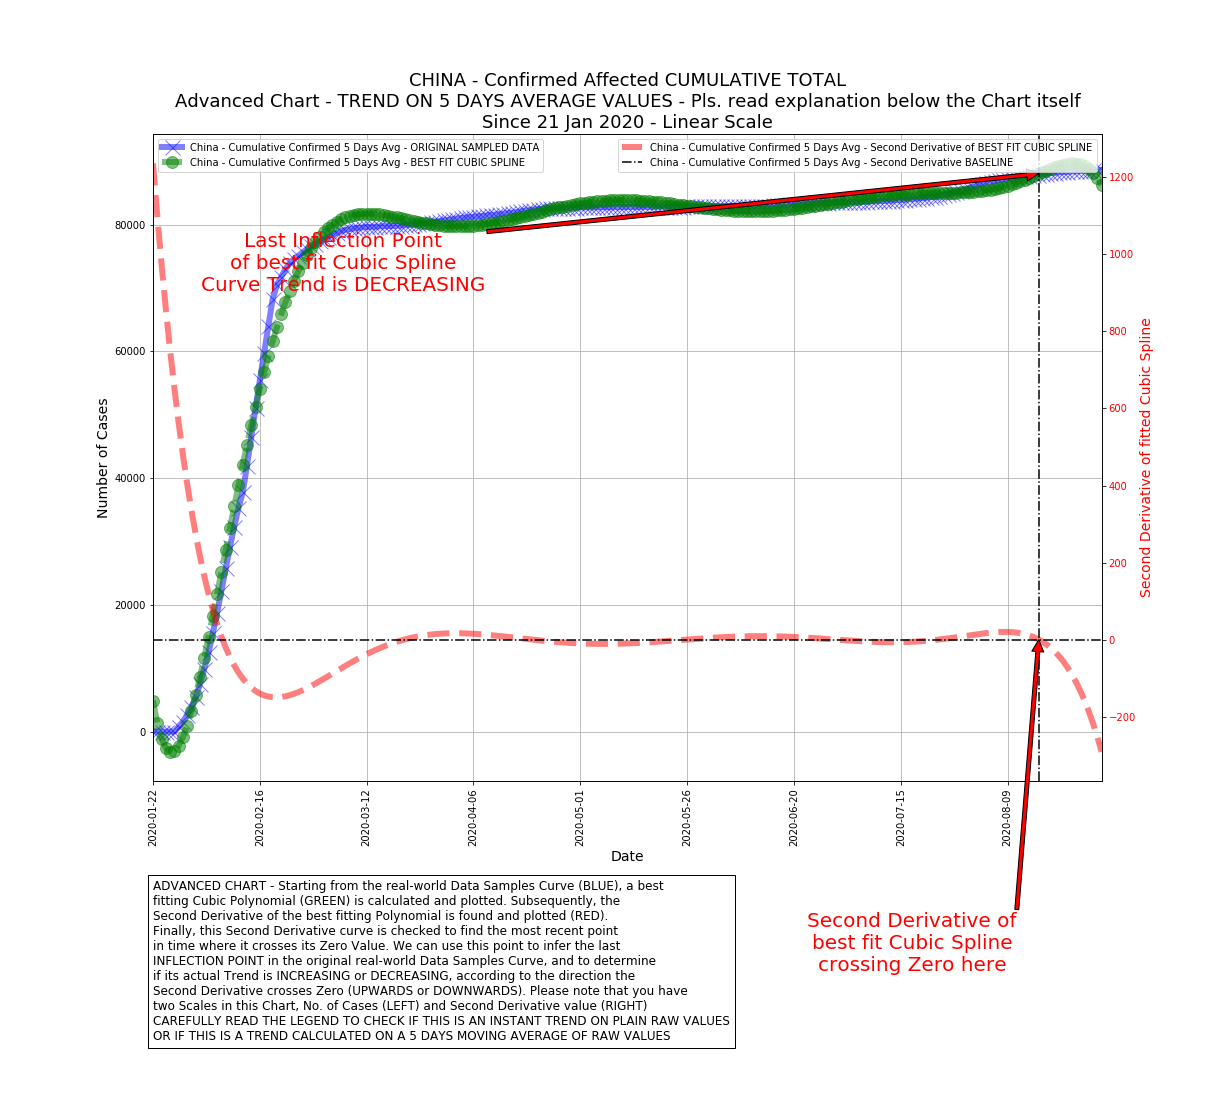 CHINA - Confirmed Affected CUMULATIVE TOTAL
Advanced Chart - TREND ON 5 DAYS AVERAGE VALUES - Pls. read explanation below the Chart itself
Since 21 Jan 2020 - Linear Scale
China - Cumulative Confirmed 5 Days Avg - ORIGINAL SAMPLED DATA
China - Cumulative Confirmed 5 Days Avg - BEST FIT CUBIC SPLINE
China - Cumulative Confirmed 5 Days Avg - Second Derivative of BEST FIT CUBIC SPLINE
China - Cumulative Confirmed 5 Days Avg - Second Derivative BASELINE
Last Inflection Point
of best fit Cubic Spline
Curve Trend is DECREASING
Number of Cases
80000
60000
40000
20000
0
1200
1000
800
600
400
200
0
−200
Second Derivative of fitted Cubic Spline
2020-01-22
2020-02-16
2020-03-12
2020-04-06
2020-05-01
2020-05-26
2020-06-20
2020-07-15
2020-08-09
Date
ADVANCED CHART - Starting from the real-world Data Samples Curve (BLUE), a best
fitting Cubic Polynomial (GREEN) is calculated and plotted. Subsequently, the
Second Derivative of the best fitting Polynomial is found and plotted (RED).
Finally, this Second Derivative curve is checked to find the most recent point
in time where it crosses its Zero Value. We can use this point to infer the last
INFLECTION POINT in the original real-world Data Samples Curve, and to determine
if its actual Trend is INCREASING or DECREASING, according to the direction the
Second Derivative crosses Zero (UPWARDS or DOWNWARDS). Please note that you have
two Scales in this Chart, No. of Cases (LEFT) and Second Derivative value (RIGHT)
CAREFULLY READ THE LEGEND TO CHECK IF THIS IS AN INSTANT TREND ON PLAIN RAW VALUES
OR IF THIS IS A TREND CALCULATED ON A 5 DAYS MOVING AVERAGE OF RAW VALUES
Second Derivative of
best fit Cubic Spline
crossing Zero here